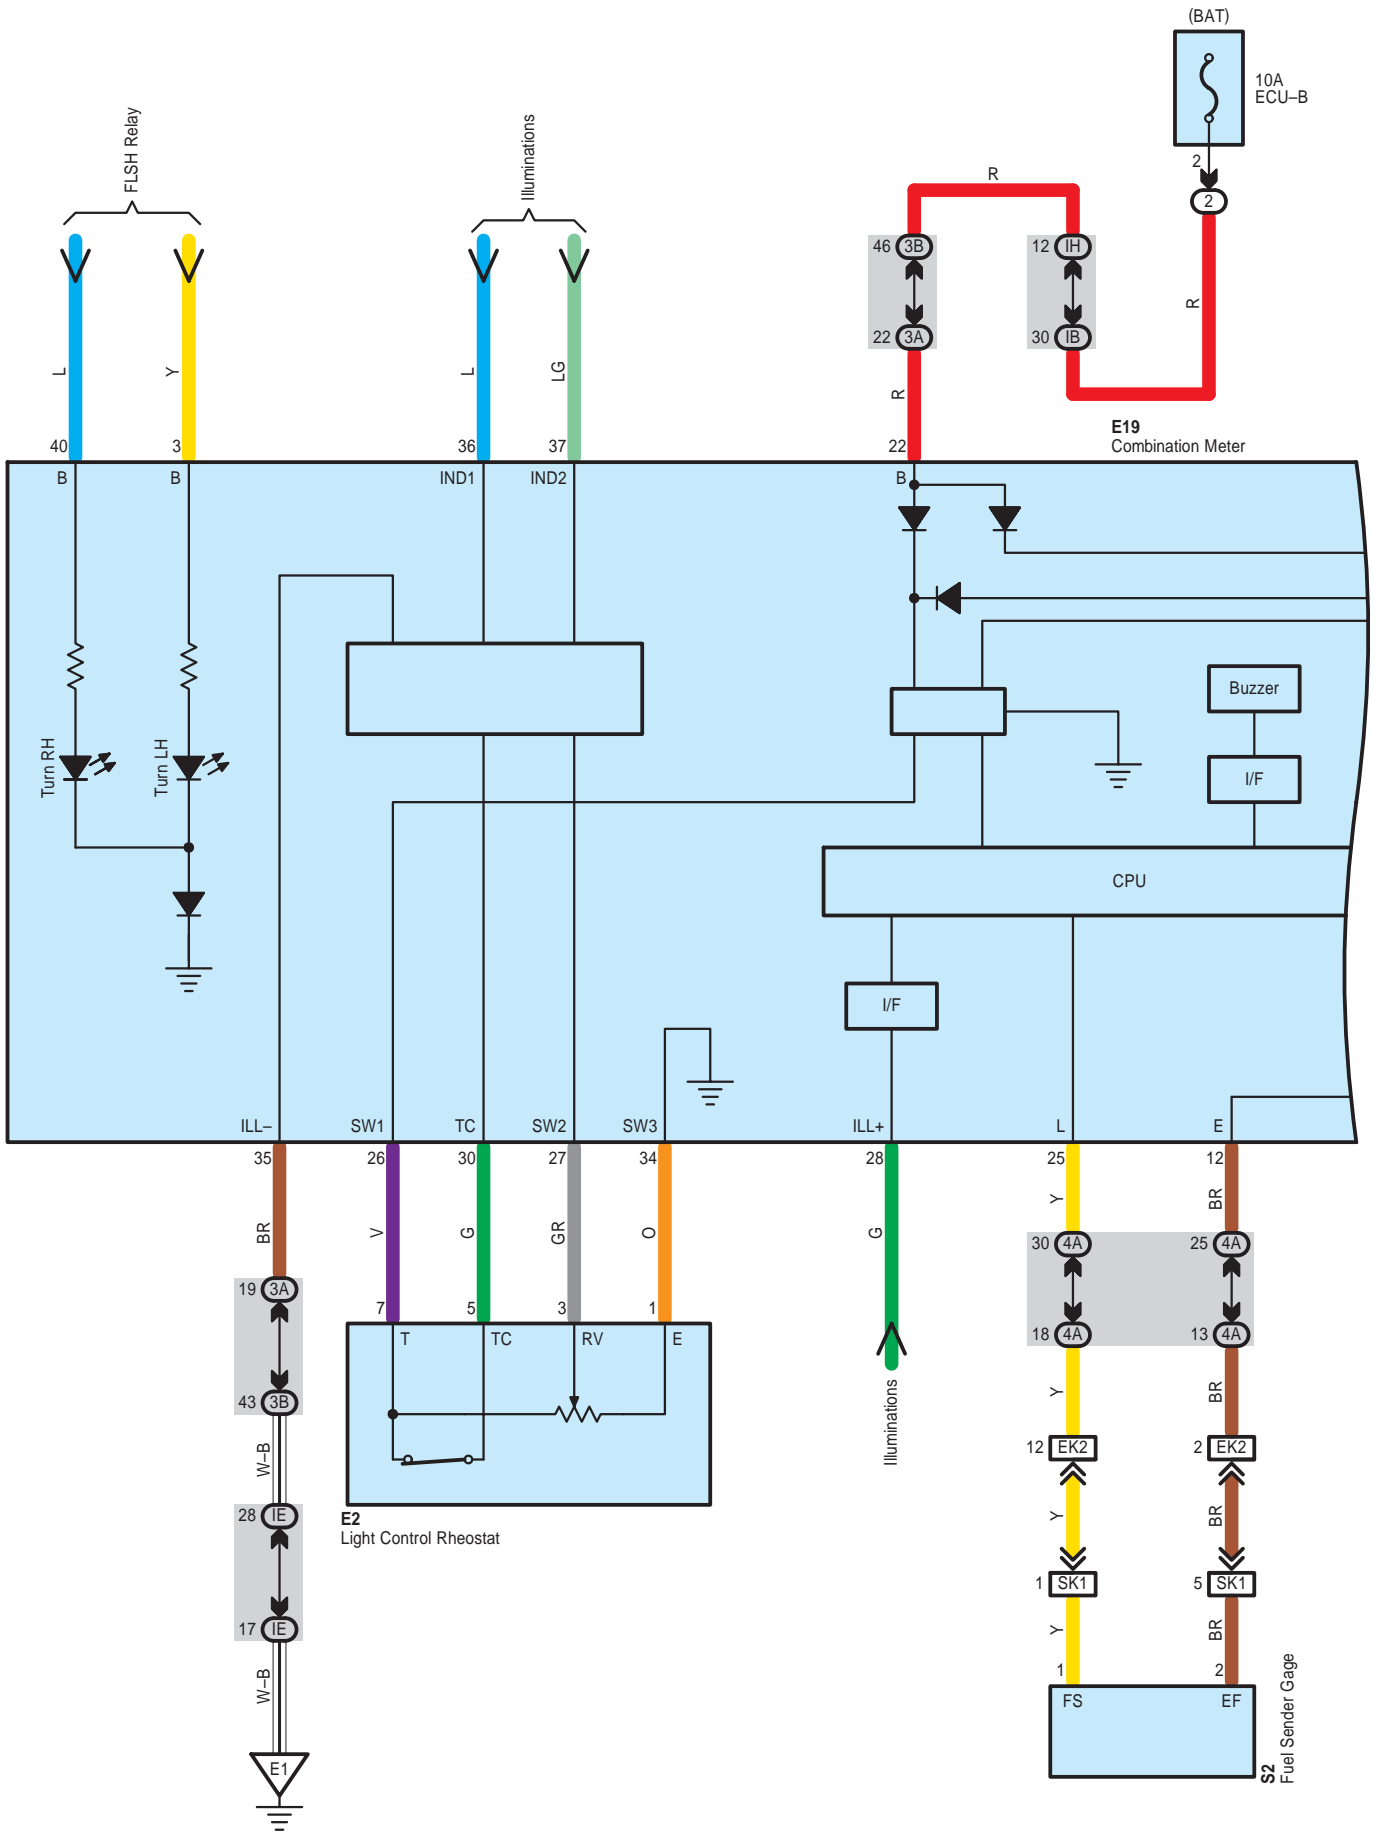 (BAT)
10A
ECU–B
2
2
FLSH Relay
Illuminations
R
46 3B
12 IH
R
22 3A
30 IB
L
Y
L
LG
R
E19
Combination Meter
40
3
36
37
22
B
B
IND1
IND2
B
Buzzer
Turn RH
Turn LH
I/F
CPU
I/F
ILL–
SW1
TC
SW2
SW3
ILL+
L
E
35
26
30
27
34
28
25
12
BR
V
G
GR
O
G
Y
BR
30 4A
25 4A
19 3A
7
5
3
1
18 4A
13 4A
T
TC
RV
E
43 3B
Illuminations
Y
BR
W–B
12 EK2
2 EK2
28 IE
E2
Light Control Rheostat
Y
BR
1 SK1
5 SK1
17 IE
Y
BR
W–B
1
2
FS
EF
S2
Fuel Sender Gage
E1